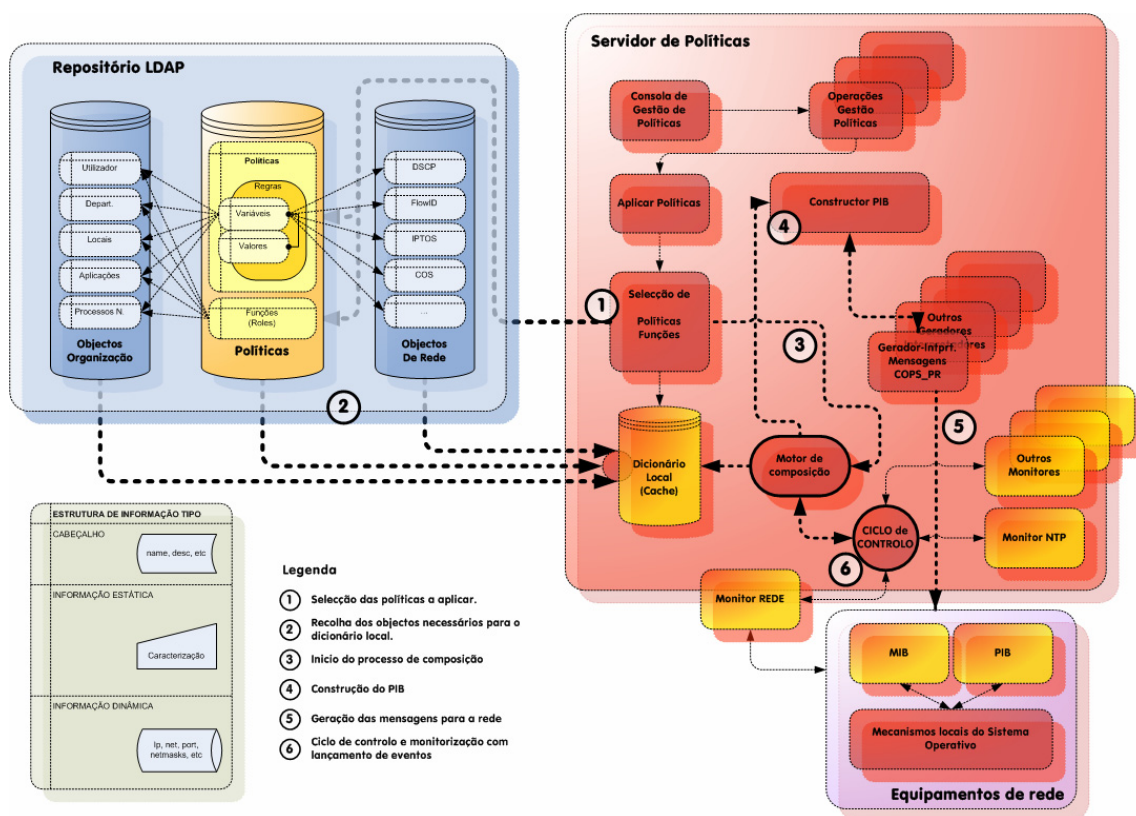 Repositório LDAP
Utilizador
Depart.
Locais
Aplicações
Processos N.
Objectos
Organização
Políticas
Regras
Variáveis
Valores
Funções
(Roles)
Políticas
DSCP
FlowID
IPTOS
COS
...
Objectos
De Rede
2
Servidor de Políticas
Consola de
Gestão de
Políticas
Operações
Gestão
Políticas
Aplicar Políticas
Constructor PIB
4
1
Selecção de
Políticas
Funções
3
Outros
Geradores
Gerador-Intprt.
Mensagens
COPS_PR
5
Dicionário
Local
(Cache)
Motor de
composição
Outros
Monitores
CICLO de
CONTROLO
6
Monitor NTP
Monitor REDE
MIB
PIB
Mecanismos locais do Sistema
Operativo
Equipamentos de rede
ESTRUTURA DE INFORMAÇÃO TIPO
CABEÇALHO
name, desc, etc
INFORMAÇÃO ESTÁTICA
Caracterização
INFORMAÇÃO DINÂMICA
Ip, net, port,
netmasks, etc
Legenda
1 Selecção das políticas a aplicar.
2 Recolha dos objectos necessários para o
dicionário local.
3 Inicio do processo de composição
4 Construção do PIB
5 Geração das mensagens para a rede
6 Ciclo de controlo e monitorização com
lançamento de eventos